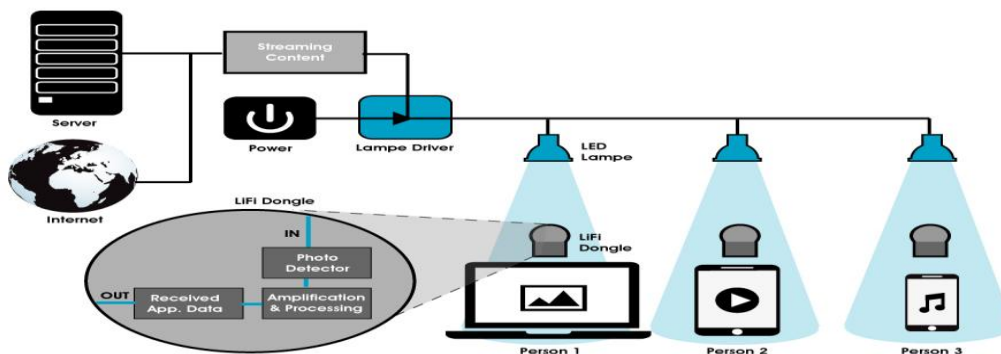 Streaming
Content
Server
Power
Lampe Driver
LED
Lampe
Internet
LiFi Dongle
IN
Photo
Detector
OUT
Received
App. Data
Amplification
& Processing
LiFi
Dongle
Person 1
Person 2
Person 3